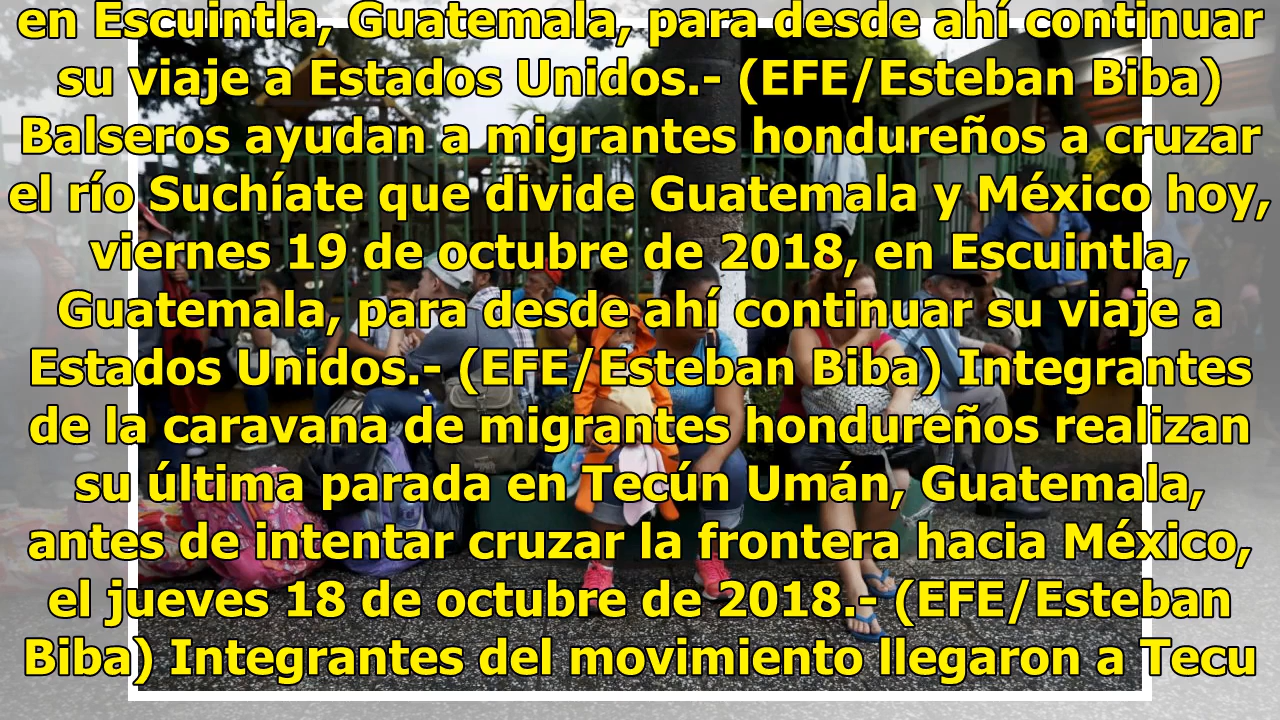 en Escuintla, Guatemala, para desde ahí continuar
su viaje a Estados Unidos.- (EFE/Esteban Biba)
Balseros ayudan a migrantes hondureños a cruzar
el río Suchíate que divide Guatemala y México hoy,
viernes 19 de octubre de 2018, en Escuintla,
Guatemala, para desde ahí continuar su viaje a
Estados Unidos.- (EFE/Esteban Biba) Integrantes
de la caravana de migrantes hondureños realizan
su última parada en Tecún Umán, Guatemala,
antes de intentar cruzar la frontera hacia México,
el jueves 18 de octubre de 2018.- (EFE/Esteban
Biba) Integrantes del movimiento llegaron a Tecu